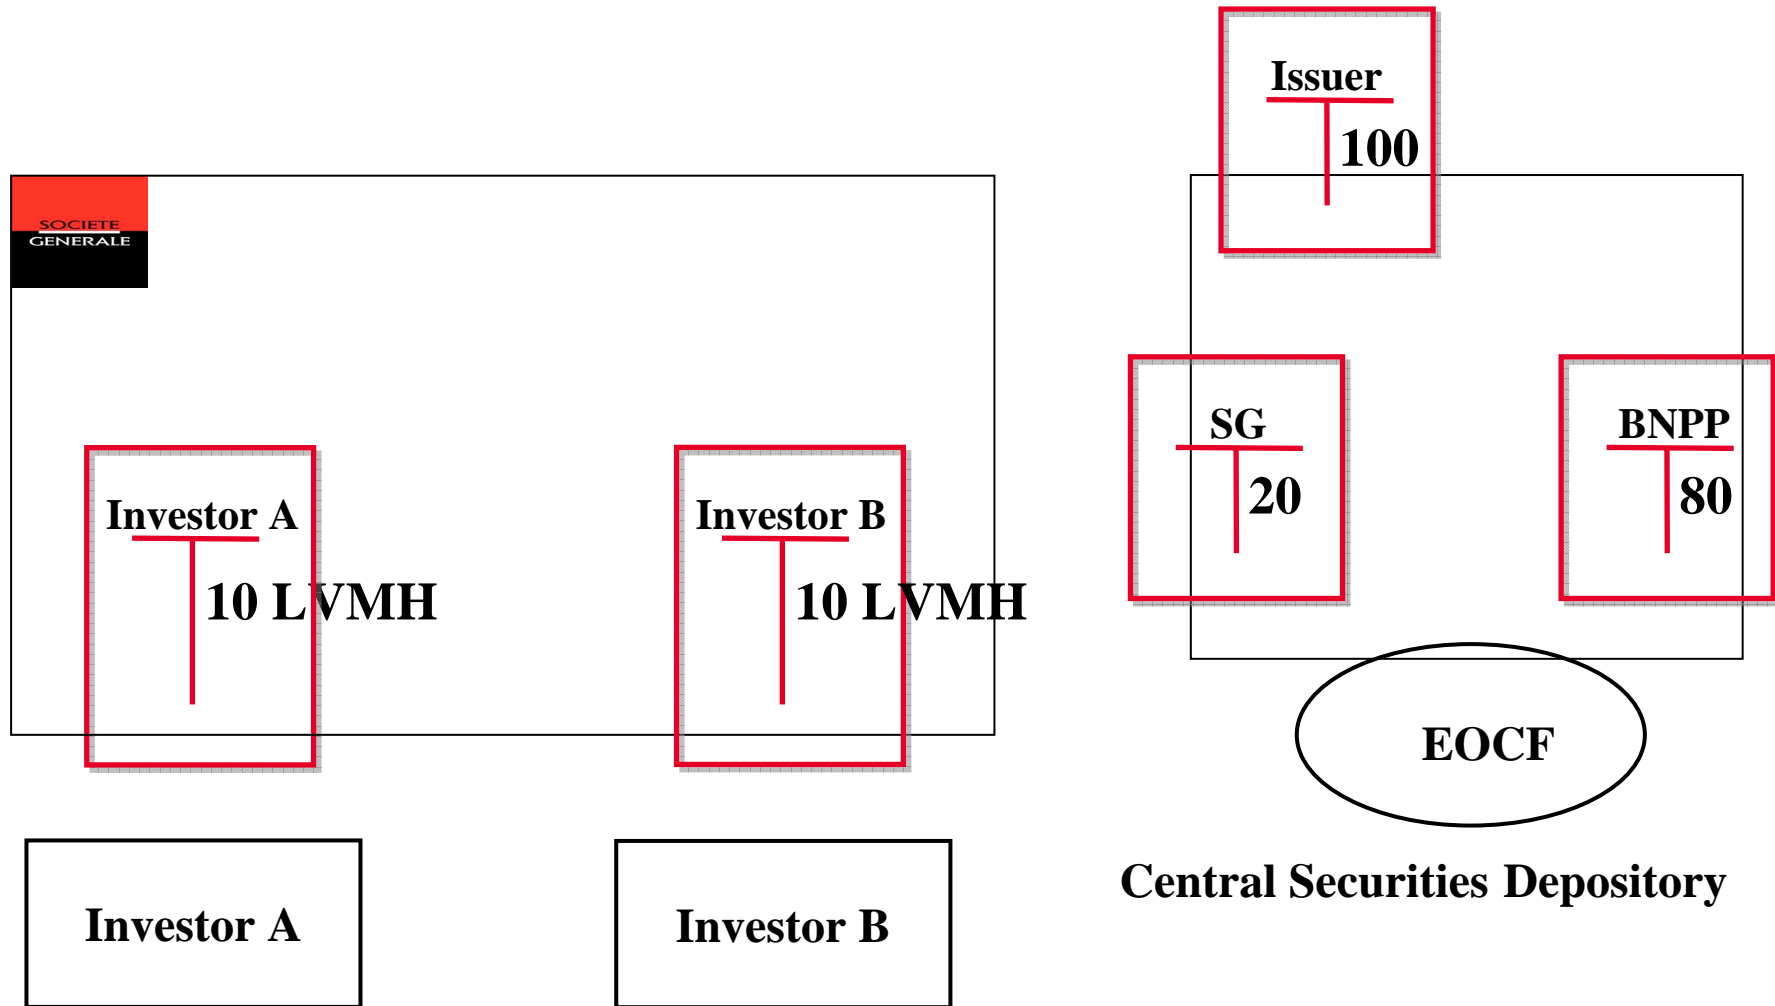 SOCIETE
GENERALE
Investor A
10 LVMH
Investor B
10 LVMH
Investor A
Investor B
Issuer
100
SG
20
BNPP
80
EOCF
Central Securities Depository